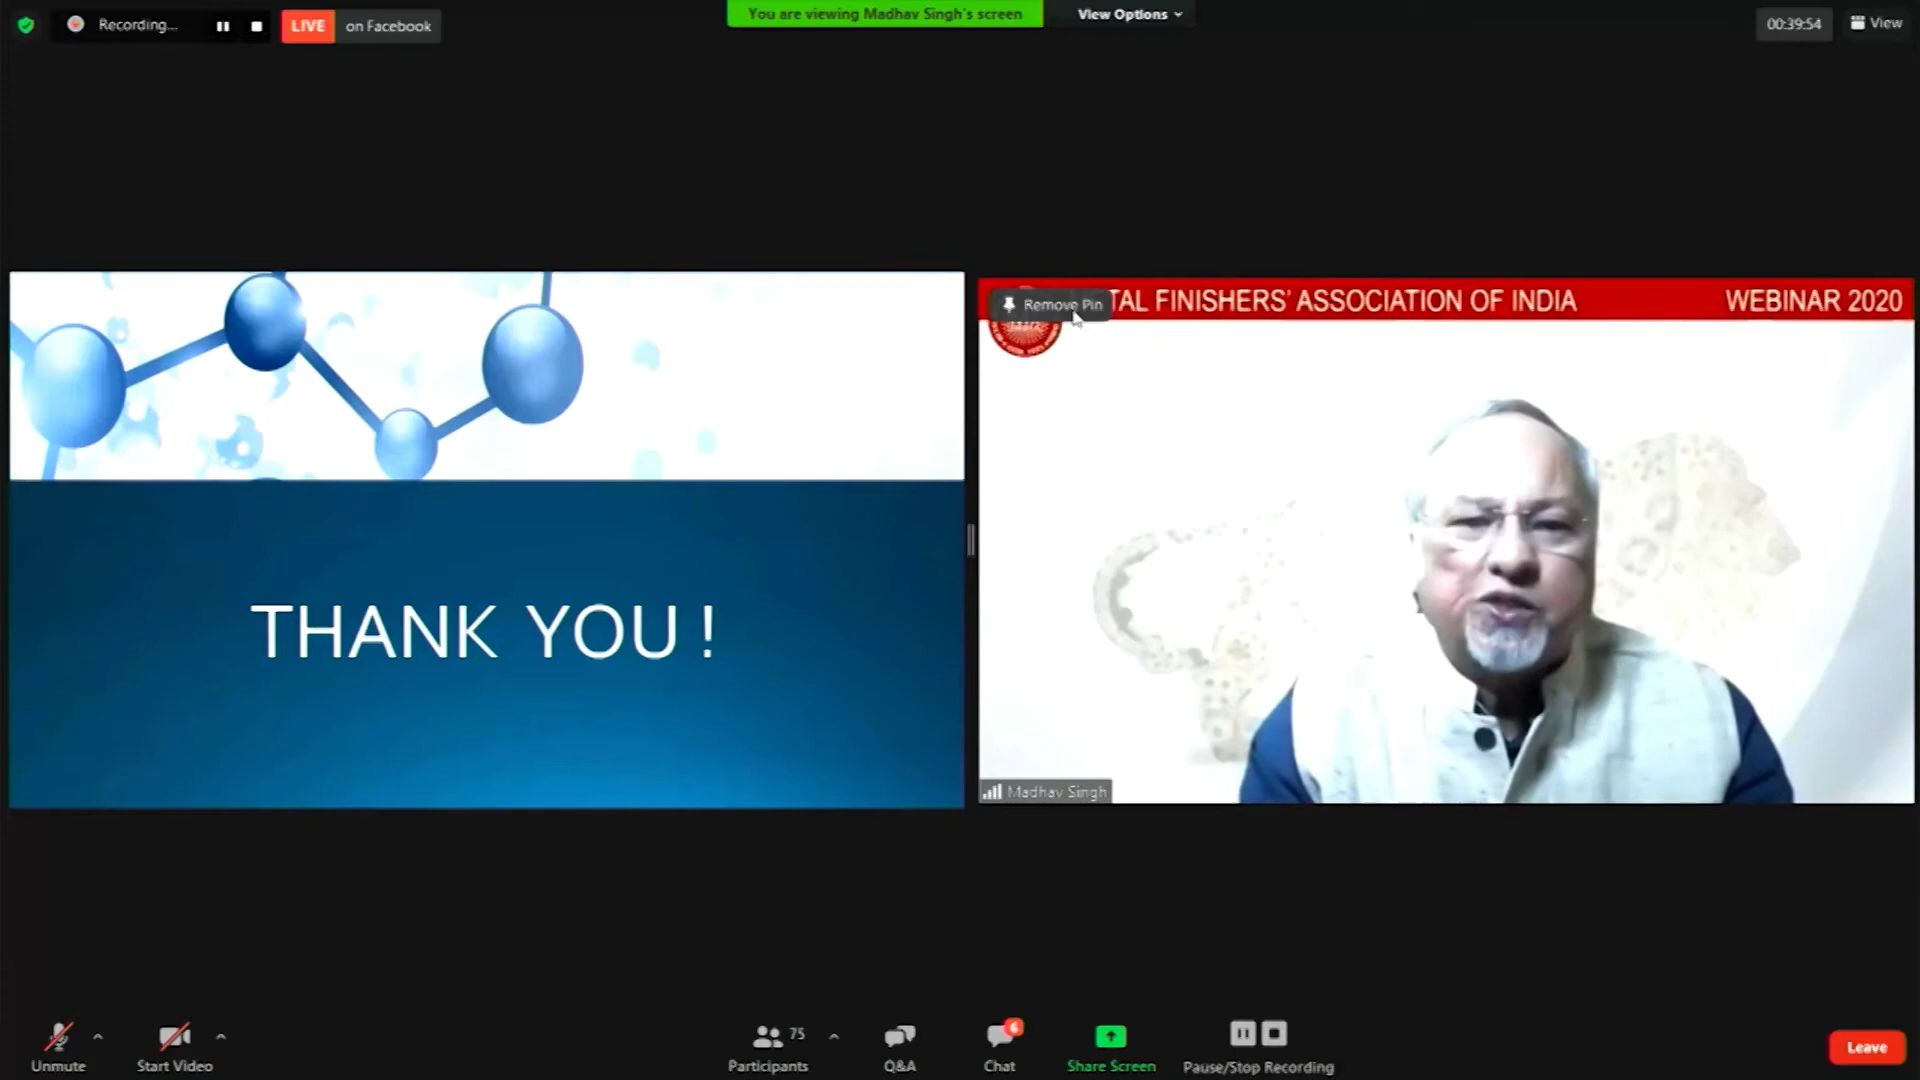 Recording...
LIVE on Facebook
You are viewing Madhav Singh's screen
View Options
00:39:54
View
THANK YOU !
Remove Pin
TAL FINISHERS' ASSOCIATION OF INDIA
WEBINAR 2020
Madhav Singh
Unmute
Start Video
75
Participants
Q&A
6
Chat
Share Screen
Pause/Stop Recording
Leave